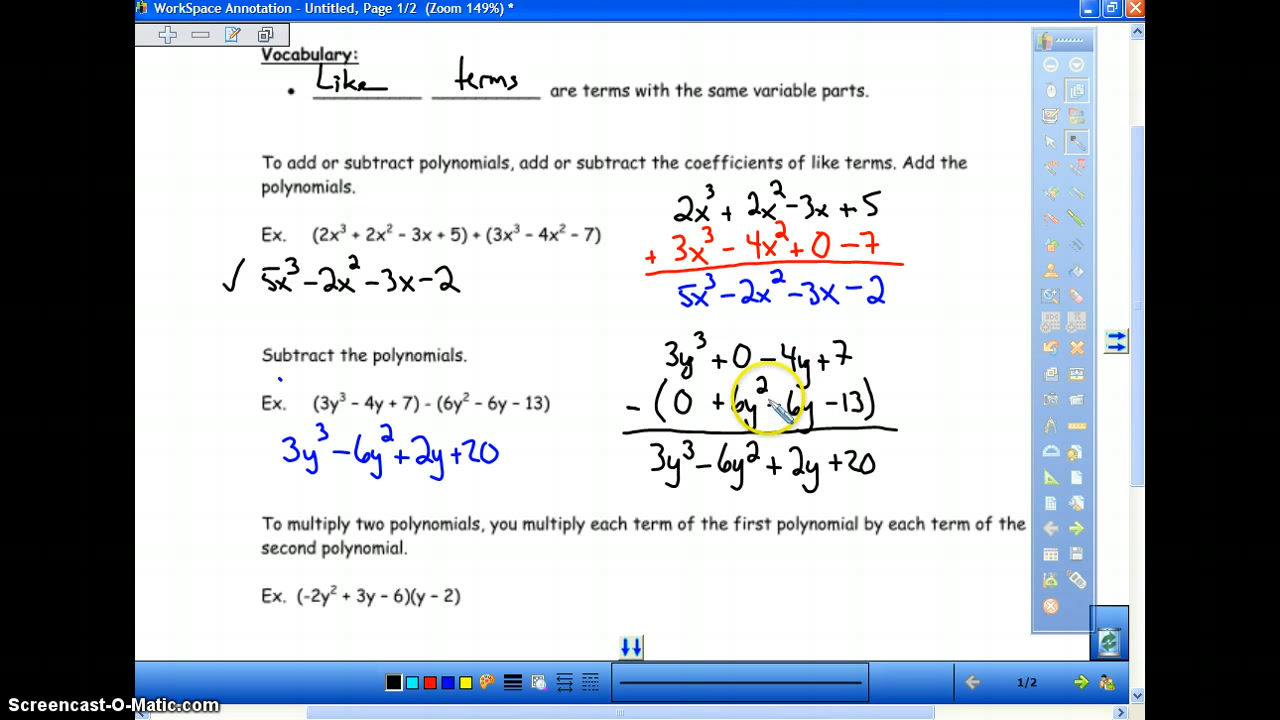 WorkSpace Annotation - Untitled, Page 1/2 (Zoom 149%) *
Vocabulary:
• Like terms are terms with the same variable parts.
To add or subtract polynomials, add or subtract the coefficients of like terms. Add the
polynomials.
2x³ + 2x² - 3x + 5
Ex. (2x³ + 2x² - 3x + 5) + (3x³ - 4x² - 7)
+ 3x³ - 4x² + 0 - 7
✓ 5x³ - 2x² - 3x - 2
5x³ - 2x² - 3x - 2
Subtract the polynomials.
3y³ + 0 - 4y + 7
Ex. (3y³ - 4y + 7) - (6y² - 6y - 13)
- (0 + 6y² - 6y - 13)
3y³ - 6y² + 2y + 20
3y³ - 6y² + 2y + 20
To multiply two polynomials, you multiply each term of the first polynomial by each term of the
second polynomial.
Ex. (-2y² + 3y - 6)(y - 2)
1/2
Screencast-O-Matic.com